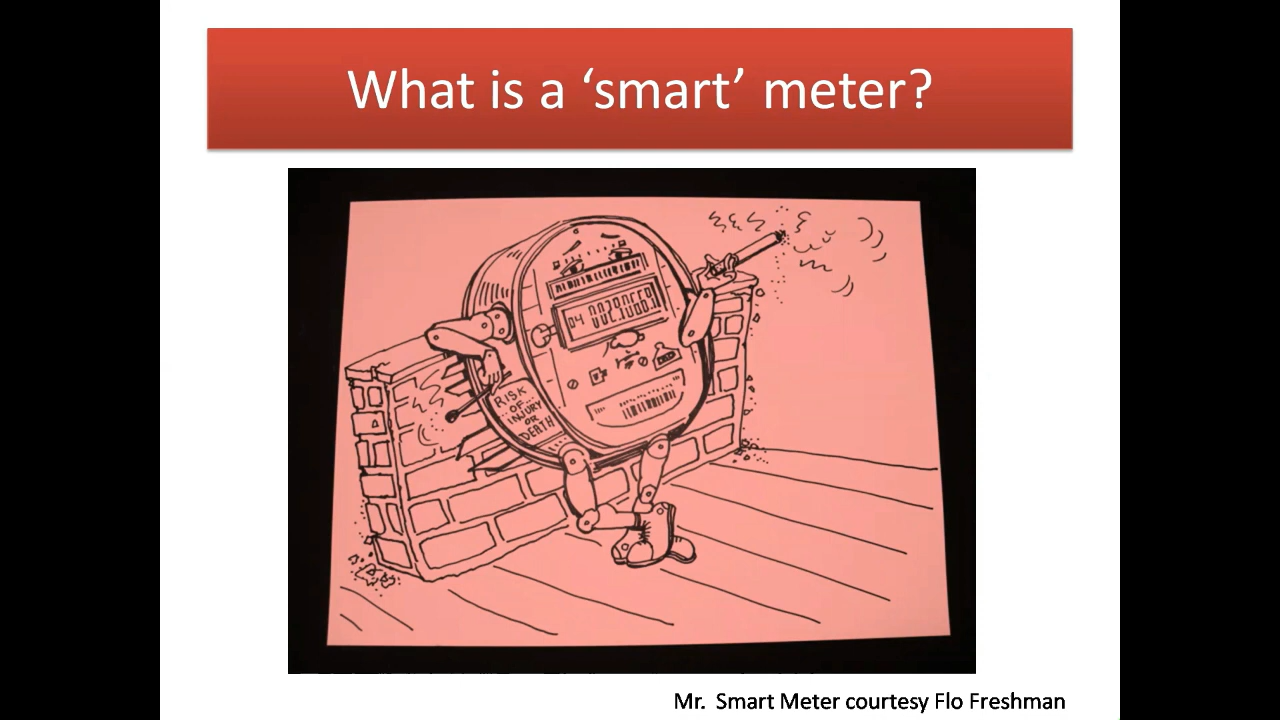 What is a ‘smart’ meter?
RISK
OF
INJURY
OR
DEATH
Mr.  Smart Meter courtesy Flo Freshman